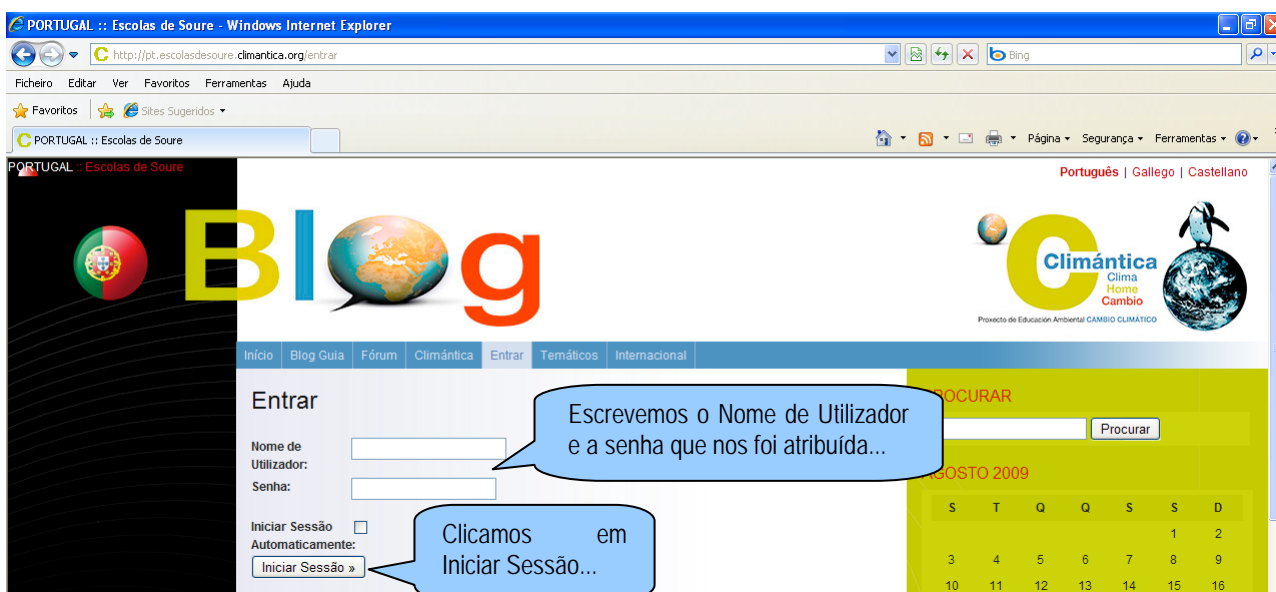 PORTUGAL :: Escolas de Soure - Windows Internet Explorer
http://pt.escolasdesoure.climantica.org/entrar
Bing
Ficheiro Editar Ver Favoritos Ferramentas Ajuda
Favoritos Sites Sugeridos
PORTUGAL :: Escolas de Soure
Página Segurança Ferramentas
PORTUGAL :: Escolas de Soure
Português | Gallego | Castellano
Blog
Climántica
Clima
Home
Cambio
Proxecto de Educación Ambiental CAMBIO CLIMÁTICO
Início Blog Guia Fórum Climántica Entrar Temáticos Internacional
Entrar
Nome de
Utilizador:
Senha:
Iniciar Sessão
Automaticamente:
Iniciar Sessão »
Escrevemos o Nome de Utilizador
e a senha que nos foi atribuída...
Clicamos em
Iniciar Sessão...
ROCURAR
Procurar
AGOSTO 2009
S T Q Q S S D
1 2
3 4 5 6 7 8 9
10 11 12 13 14 15 16